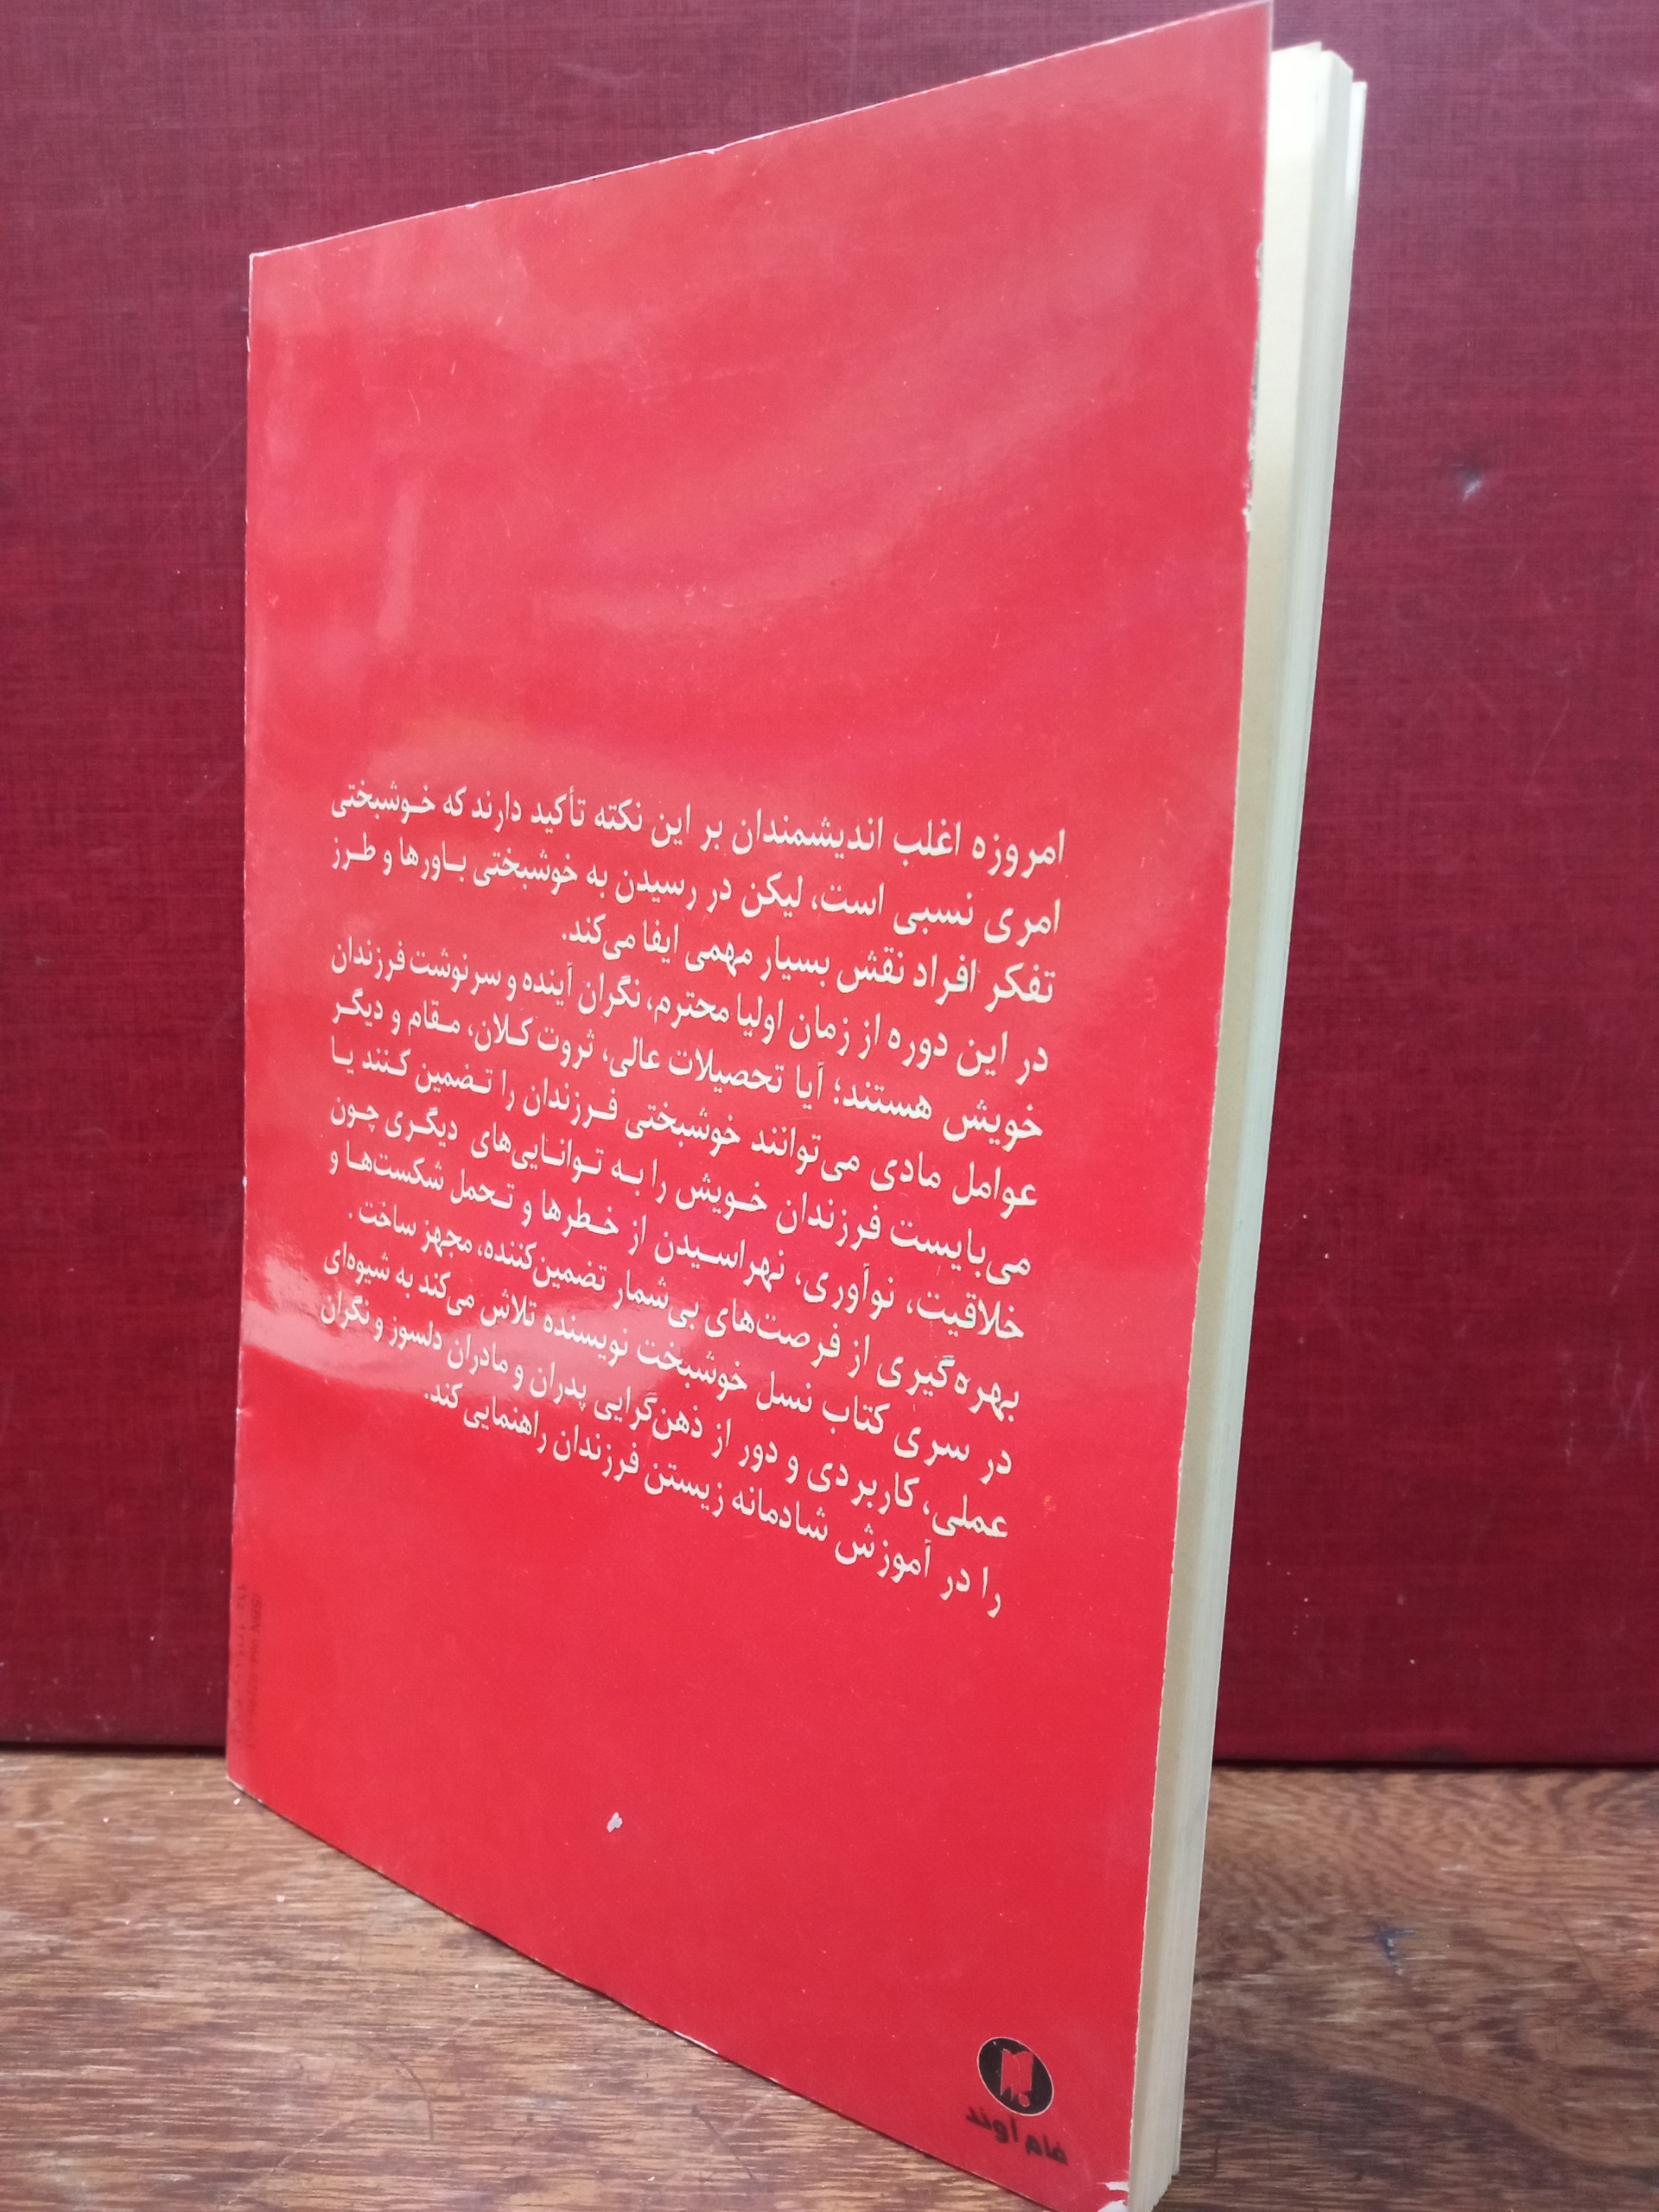 امروزه اغلب اندیشمندان بر این نکته تأکید دارند که خوشبختی
امری نسبی است، لیکن در رسیدن به خوشبختی باورها و طرز
تفکر افراد نقش بسیار مهمی ایفا می‌کند.
در این دوره از زمان اولیا محترم، نگران آینده و سرنوشت فرزندان
خویش هستند؛ آیا تحصیلات عالی، ثروت کلان، مقام و دیگر
عوامل مادی می‌توانند خوشبختی فرزندان را تضمین کنند یا
می‌بایست فرزندان خویش را به توانایی‌های دیگری چون
خلاقیت، نوآوری، نهراسیدن از خطرها و تحمل شکست‌ها و
بهره‌گیری از فرصت‌های بی‌شمار تضمین‌کننده، مجهز ساخت.
در سری کتاب نسل خوشبخت نویسنده تلاش می‌کند به شیوه‌ای
عملی، کاربردی و دور از ذهن‌گرایی پدران و مادران دلسوز و نگران
را در آموزش شادمانه زیستن فرزندان راهنمایی کند.
ISBN
فام آوند